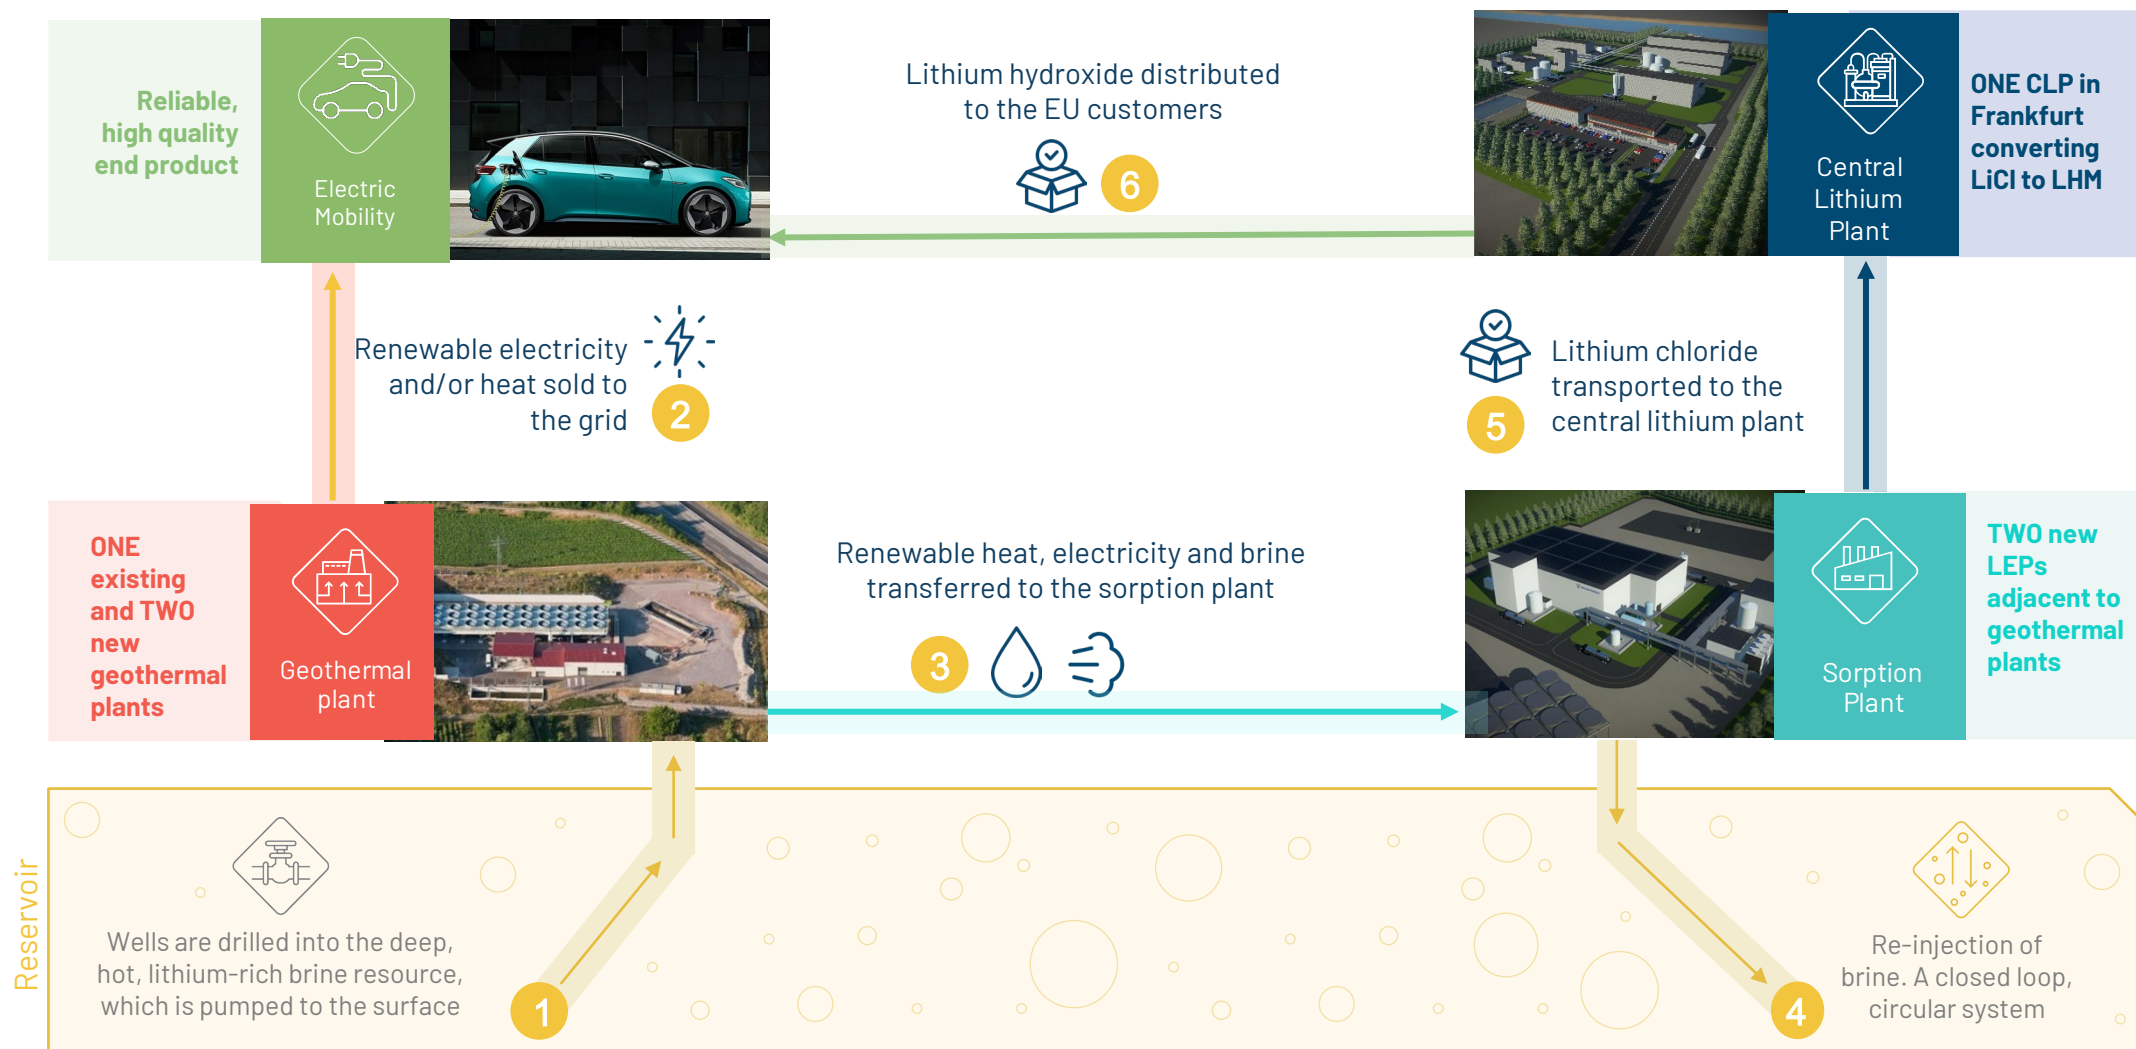 Reliable,
high quality
end product
Electric
Mobility
Lithium hydroxide distributed
to the EU customers
6
Central
Lithium
Plant
ONE CLP in
Frankfurt
converting
LiCl to LHM
Renewable electricity
and/or heat sold to
the grid
2
5
Lithium chloride
transported to the
central lithium plant
ONE
existing
and TWO
new
geothermal
plants
Geothermal
plant
Renewable heat, electricity and brine
transferred to the sorption plant
3
Sorption
Plant
TWO new
LEPs
adjacent to
geothermal
plants
Reservoir
Wells are drilled into the deep,
hot, lithium-rich brine resource,
which is pumped to the surface
1
4
Re-injection of
brine. A closed loop,
circular system